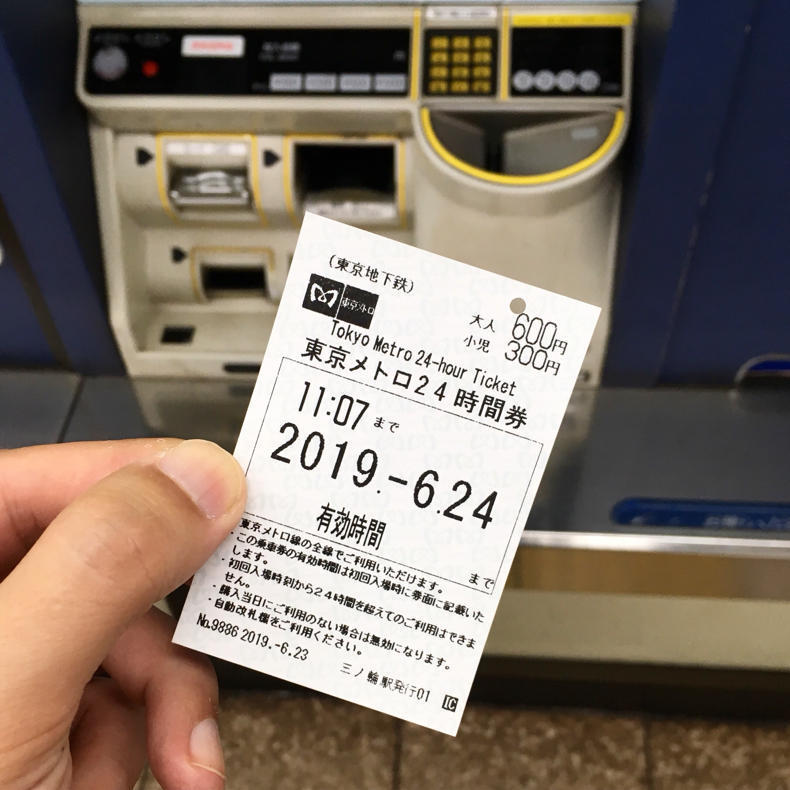 (東京地下鉄)
東京メトロ
大人 600円
小児 300円
Tokyo Metro 24-hour Ticket
東京メトロ24時間券
11:07まで
2019-6.24
有効時間
まで
東京メトロ線の全線でご利用いただけます。
・この乗車券の有効時間は初回入場時に券面に記載いた
します。
・初回入場時刻から24時間を超えてのご利用はできま
せん。
・購入当日にご利用のない場合は無効になります。
・自動改札機をご利用ください。
No.9886 2019.-6.23
三ノ輪駅発行01 IC